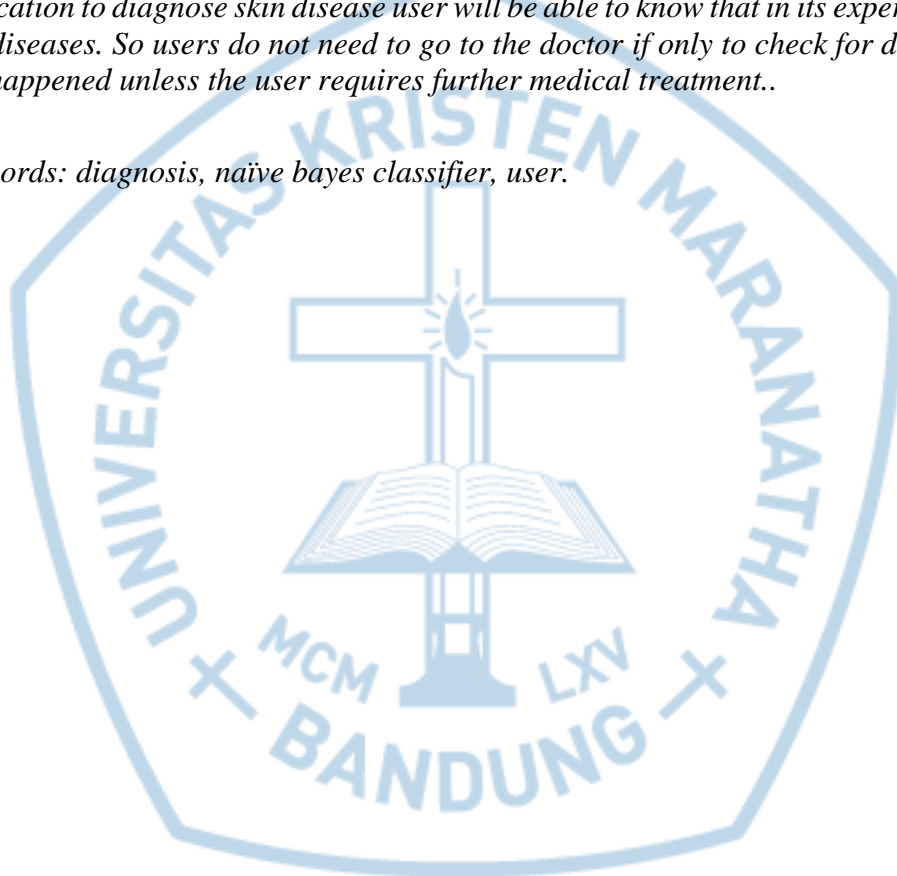 cation to diagnose skin disease user will be able to know that in its exper
diseases. So users do not need to go to the doctor if only to check for d
happened unless the user requires further medical treatment..
ords: diagnosis, naïve bayes classifier, user.
UNIVERSITAS KRISTEN MARANATHA
MCM LXV
BANDUNG